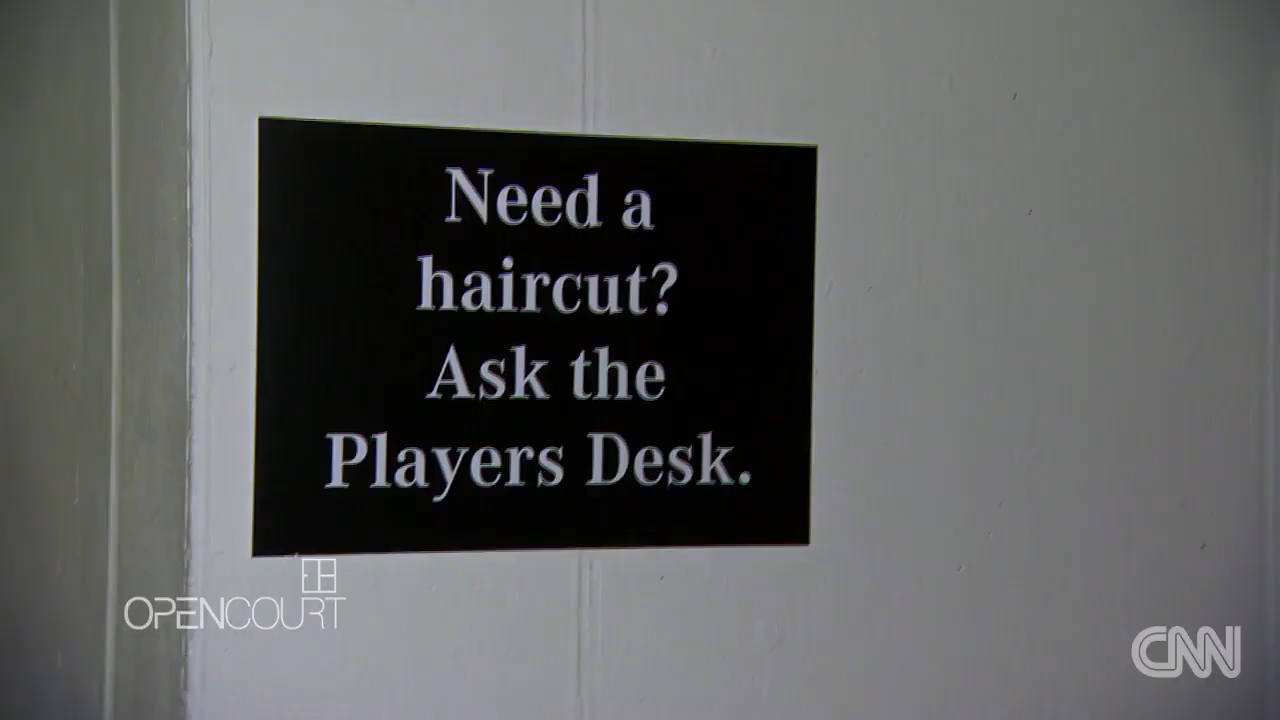 Need a
haircut?
Ask the
Players Desk.
OPENCOURT
CNN